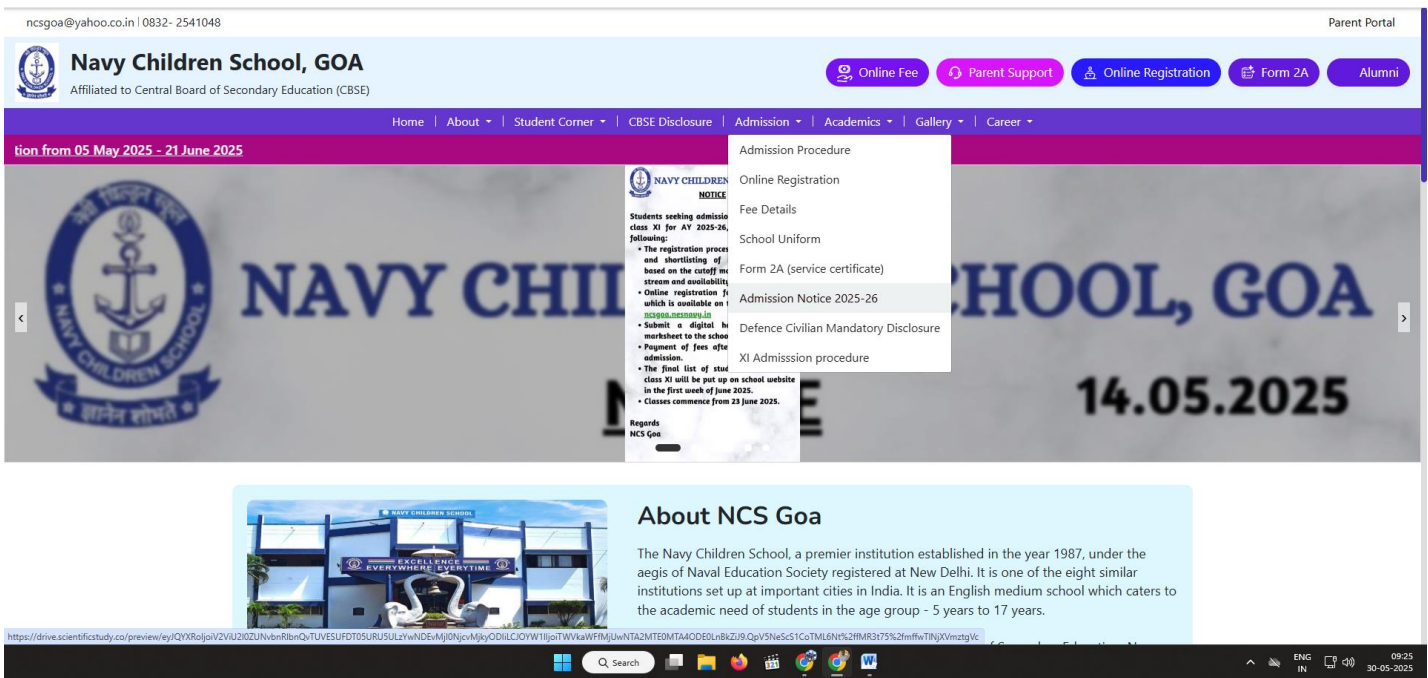 ncsgoa@yahoo.co.in | 0832- 2541048
Parent Portal
Navy Children School, GOA
Affiliated to Central Board of Secondary Education (CBSE)
Online Fee
Parent Support
Online Registration
Form 2A
Alumni
Home | About | Student Corner | CBSE Disclosure | Admission | Academics | Gallery | Career
tion from 05 May 2025 - 21 June 2025
Admission Procedure
Online Registration
Fee Details
School Uniform
Form 2A (service certificate)
Admission Notice 2025-26
Defence Civilian Mandatory Disclosure
XI Admisssion procedure
NAVY CHILDREN SCHOOL
ज्ञानेन शोभते
NAVY CHIL
SCHOOL, GOA
14.05.2025
NAVY CHILDREN
NOTICE
Students seeking admissio
class XI for AY 2025-26,
following:
• The registration proces
and shortlisting of
based on the cutoff
stream and availability
• Online registration
which is available on
ncsgoa.nesnavy.in
• Submit a digital
marksheet to the schoo
• Payment of fees afte
admission.
• The final list of stud
class XI will be put up on school website
in the first week of June 2025.
• Classes commence from 23 June 2025.
Regards
NCS Goa
NAVY CHILDREN SCHOOL
EXCELLENCE
EVERYWHERE EVERYTIME
About NCS Goa
The Navy Children School, a premier institution established in the year 1987, under the
aegis of Naval Education Society registered at New Delhi. It is one of the eight similar
institutions set up at important cities in India. It is an English medium school which caters to
the academic need of students in the age group - 5 years to 17 years.
Search
ENG
IN
09:25
30-05-2025